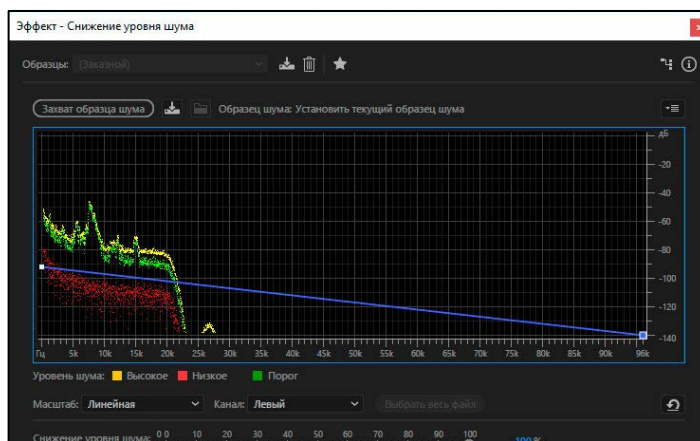 Эффект - Снижение уровня шума
Образцы: (Заказной)
Захват образца шума Образец шума: Установить текущий образец шума
дБ
-20
-40
-60
-80
-100
-120
-140
Гц 5k 10k 15k 20k 25k 30k 35k 40k 45k 50k 55k 60k 65k 70k 75k 80k 85k 90k 96k
Уровень шума: Высокое Низкое Порог
Масштаб: Линейная Канал: Левый Выбрать весь файл
Снижение уровня шума: 0 0 10 20 30 40 50 60 70 80 90 100 100 %